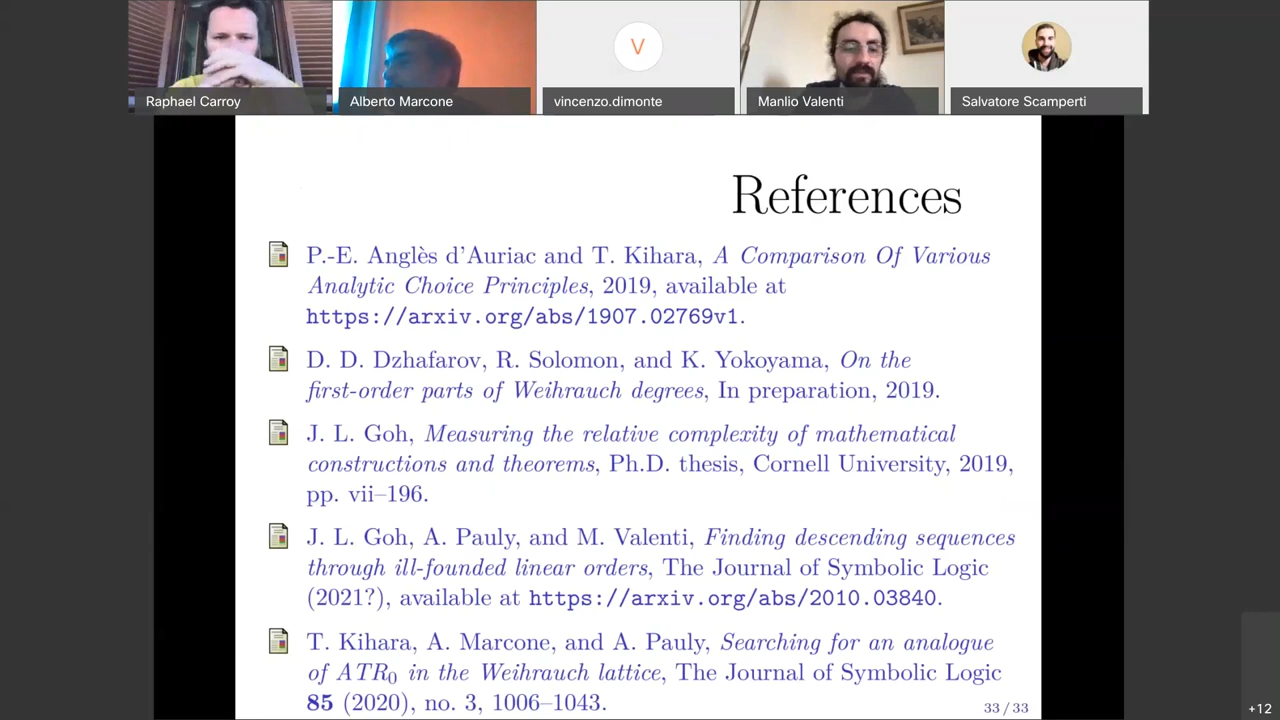 Raphael Carroy
Alberto Marcone
V
vincenzo.dimonte
Manlio Valenti
Salvatore Scamperti
References
P.-E. Anglès d'Auriac and T. Kihara, A Comparison Of Various
Analytic Choice Principles, 2019, available at
https://arxiv.org/abs/1907.02769v1.
D. D. Dzhafarov, R. Solomon, and K. Yokoyama, On the
first-order parts of Weihrauch degrees, In preparation, 2019.
J. L. Goh, Measuring the relative complexity of mathematical
constructions and theorems, Ph.D. thesis, Cornell University, 2019,
pp. vii–196.
J. L. Goh, A. Pauly, and M. Valenti, Finding descending sequences
through ill-founded linear orders, The Journal of Symbolic Logic
(2021?), available at https://arxiv.org/abs/2010.03840.
T. Kihara, A. Marcone, and A. Pauly, Searching for an analogue
of ATR₀ in the Weihrauch lattice, The Journal of Symbolic Logic
85 (2020), no. 3, 1006–1043.
33/33
+12